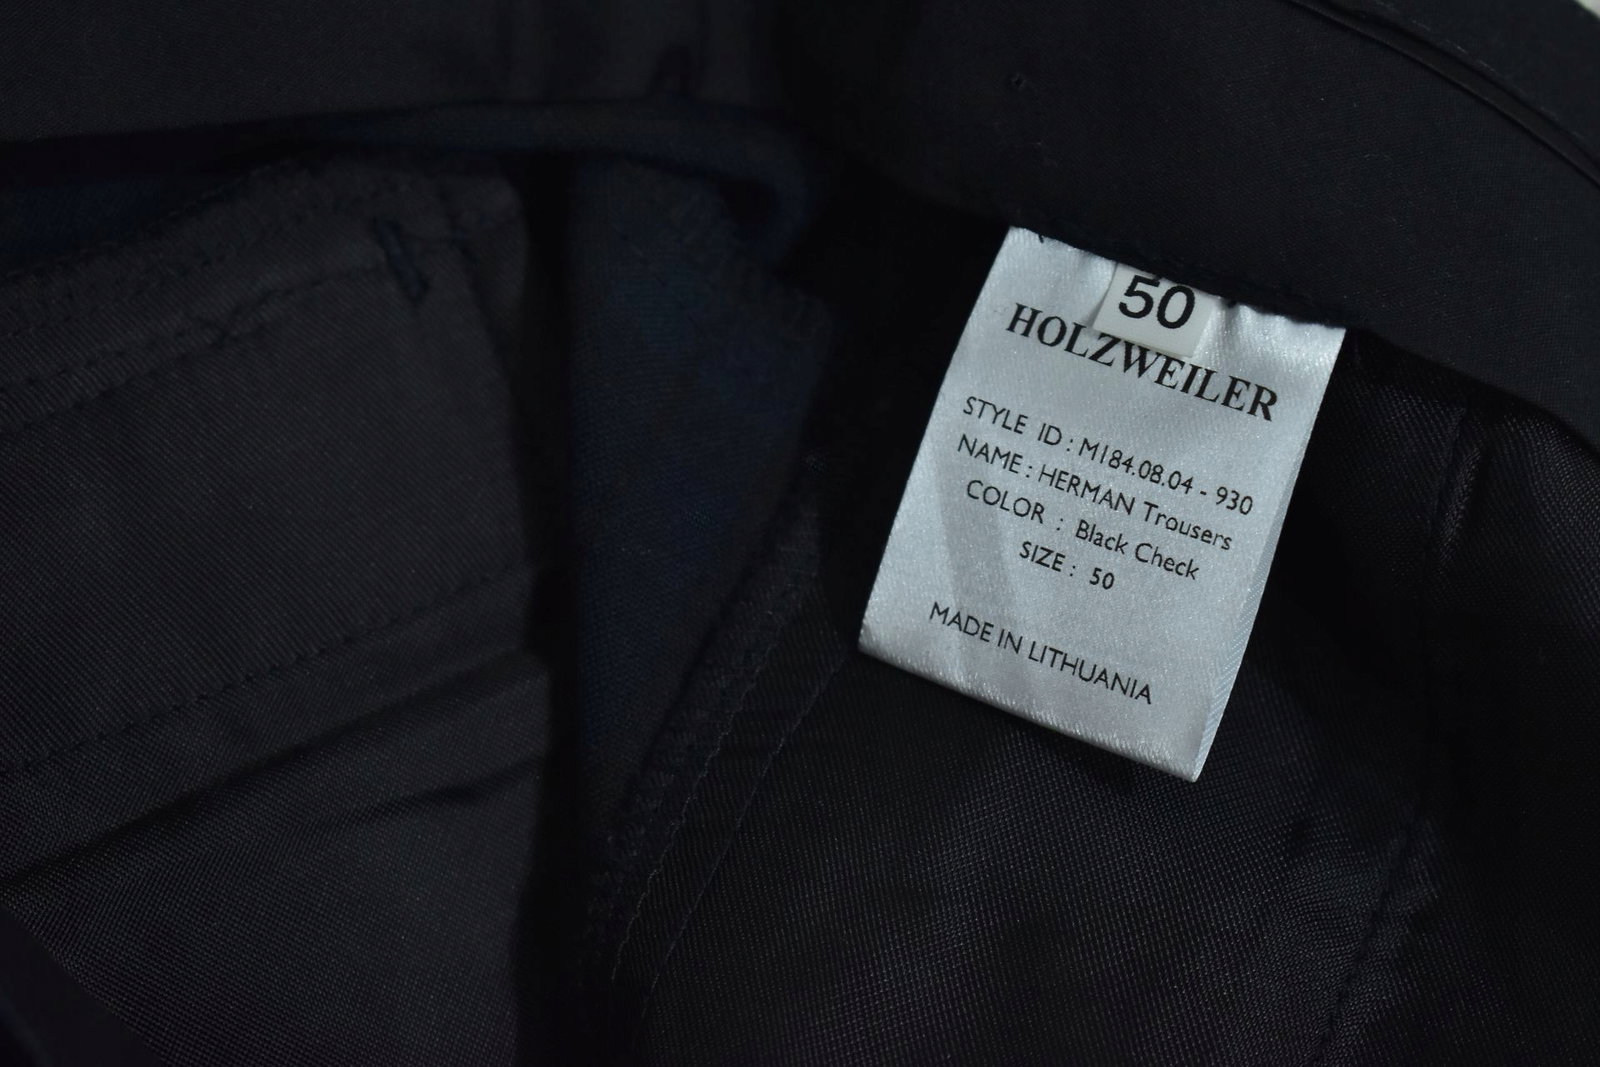 50
HOLZWEILER
STYLE ID : M184.08.04 - 930
NAME : HERMAN Trousers
COLOR : Black Check
SIZE : 50
MADE IN LITHUANIA